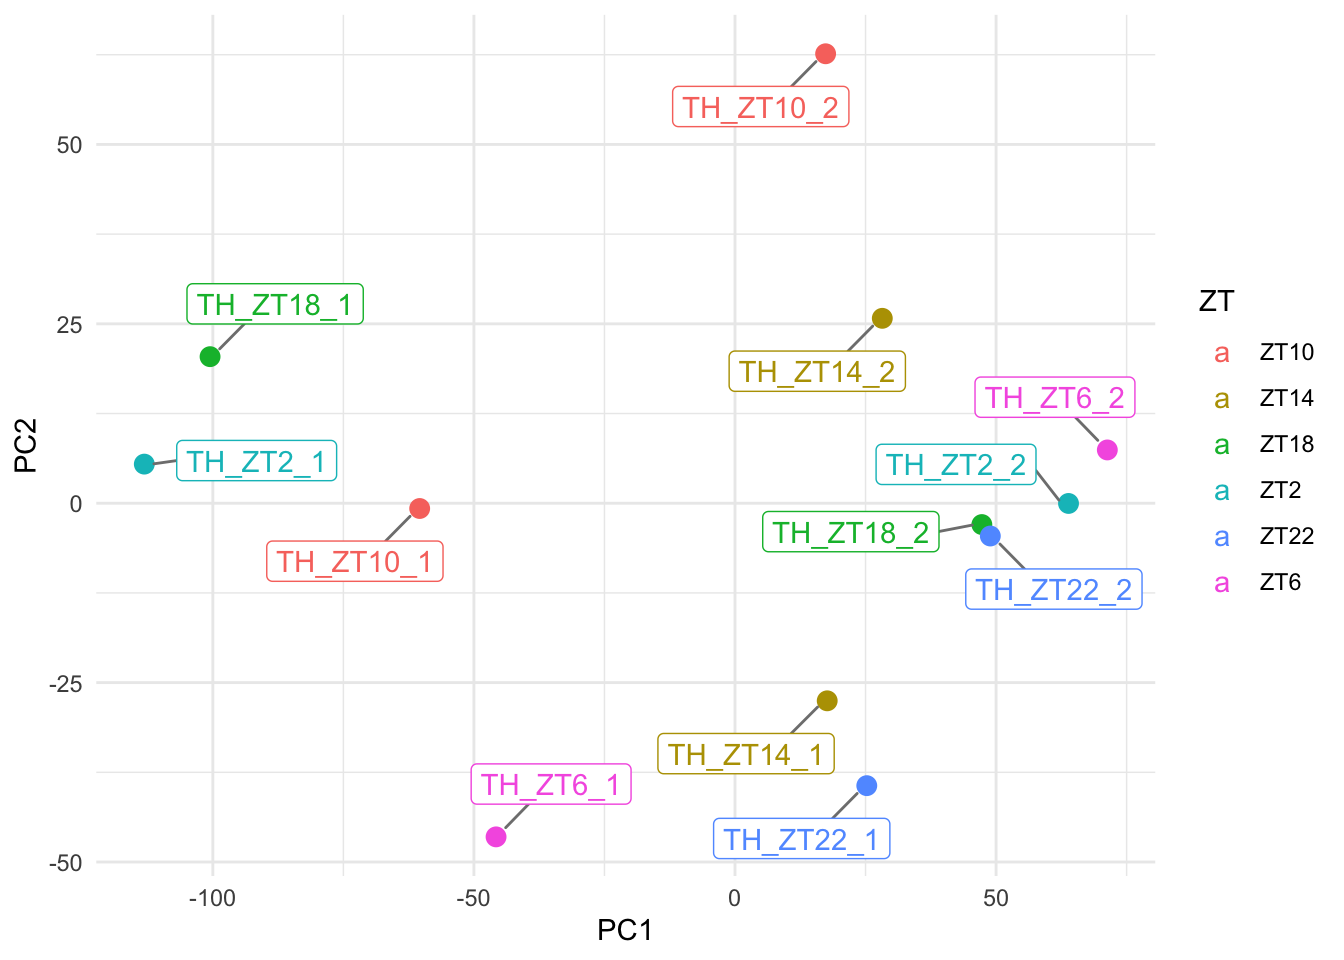 TH_ZT10_2
50
TH_ZT18_1
25
TH_ZT14_2
TH_ZT6_2
TH_ZT2_1
TH_ZT2_2
0
TH_ZT18_2
TH_ZT10_1
TH_ZT22_2
-25
TH_ZT14_1
TH_ZT6_1
TH_ZT22_1
-50
-100
-50
0
50
PC1
PC2
ZT
a ZT10
a ZT14
a ZT18
a ZT2
a ZT22
a ZT6